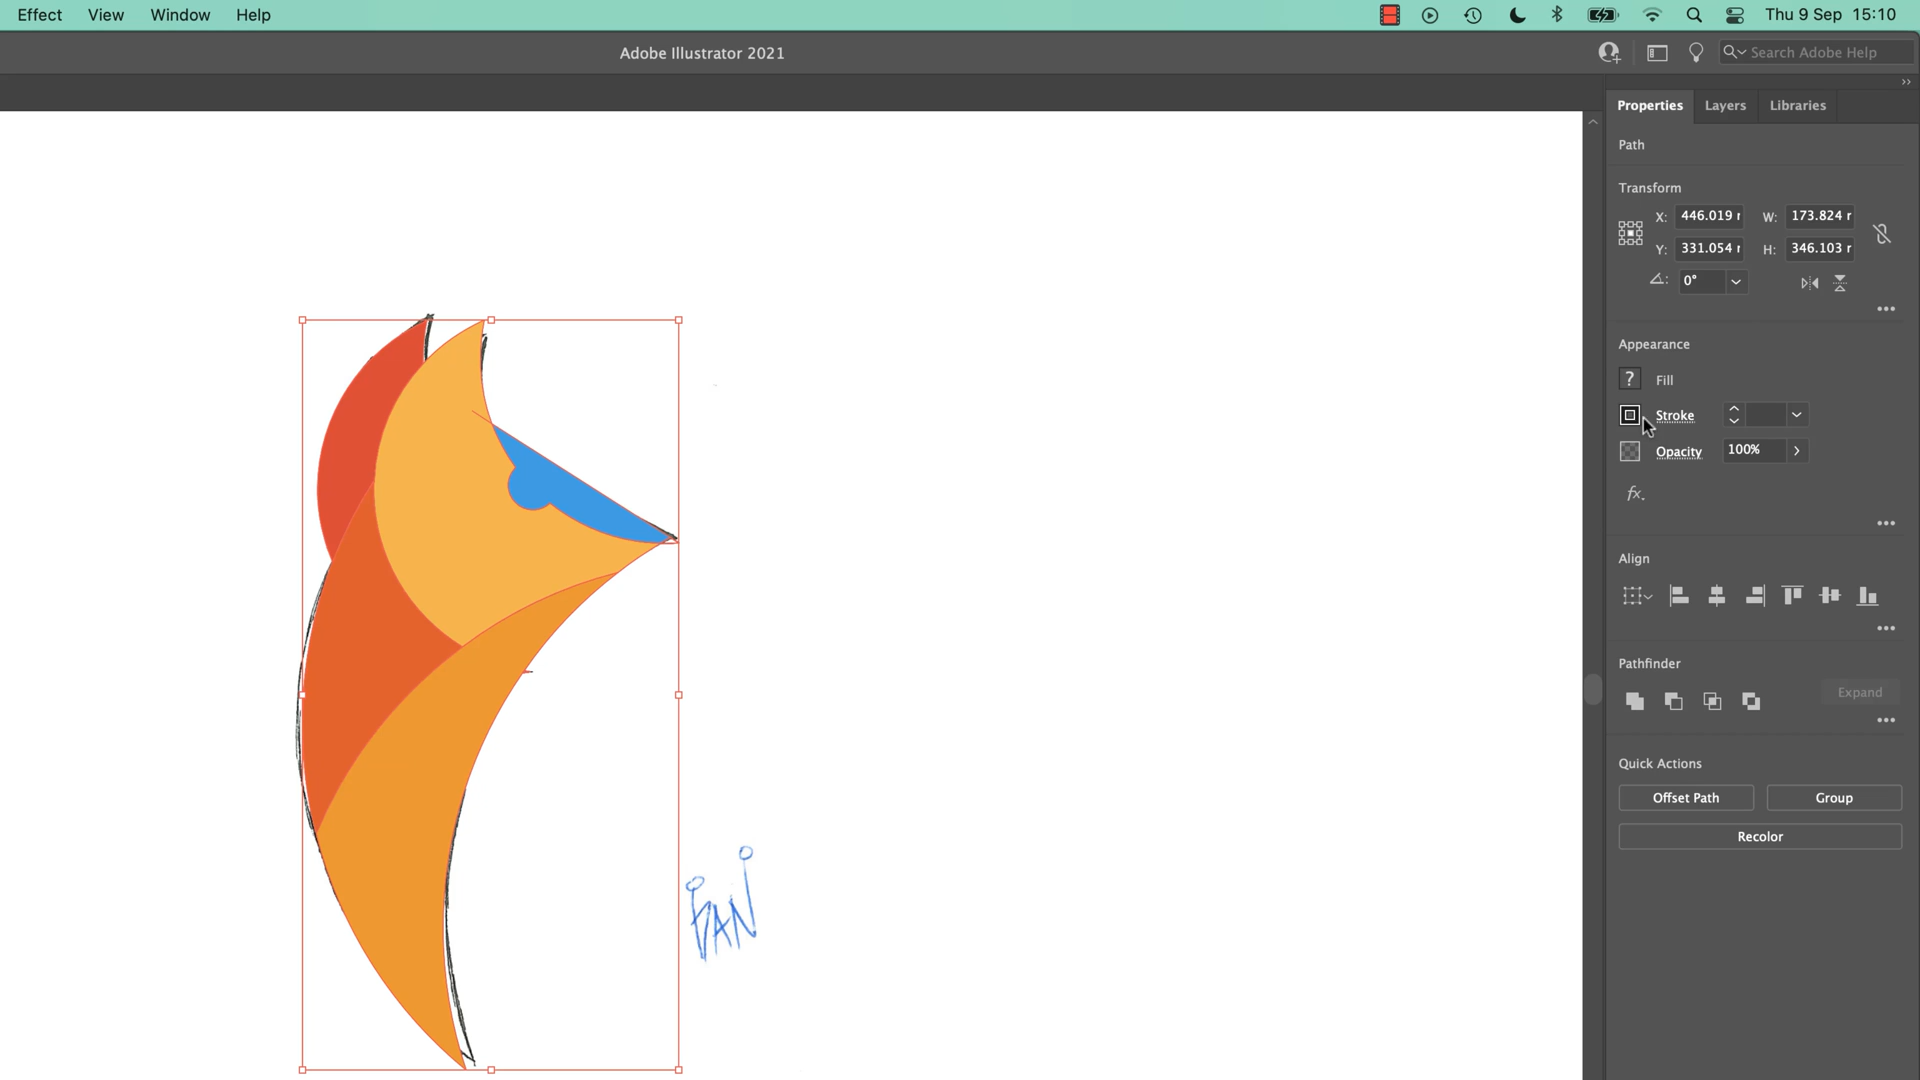 Effect View Window Help Thu 9 Sep 15:10
Adobe Illustrator 2021 Search Adobe Help
Properties Layers Libraries
Path
Transform
X: 446.019 W: 173.824
Y: 331.054 H: 346.103
0°
Appearance
? Fill
Stroke
Opacity 100%
fx.
Align
Pathfinder
Expand
Quick Actions
Offset Path Group
Recolor